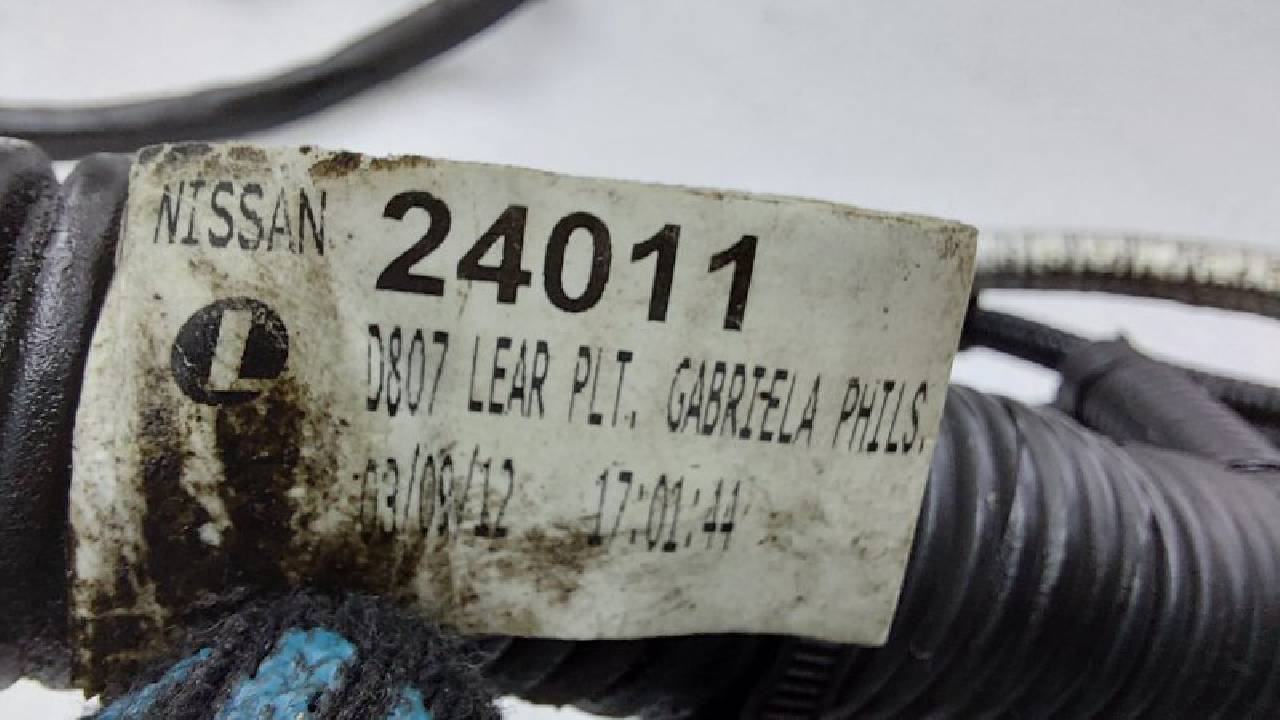 NISSAN 24011
L
D807 LEAR PLT. GABRIELA PHILS.
03/09/12 17:01:44